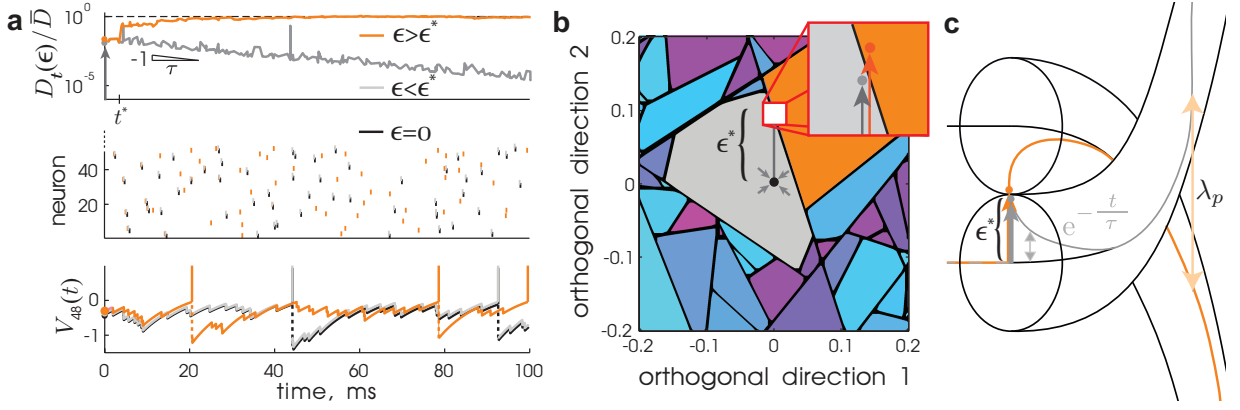 a
D_t(ϵ)/D̄
10^0
10^-5
-1
τ
ϵ>ϵ*
ϵ<ϵ*
t*
ϵ=0
neuron
40
20
V_48(t)
0
-1
0 20 40 60 80 100
time, ms
b
orthogonal direction 2
0.2
0.1
0
-0.1
-0.2
ϵ*
-0.2 -0.1 0 0.1 0.2
orthogonal direction 1
c
ϵ*
e^{-t/τ}
λ_p